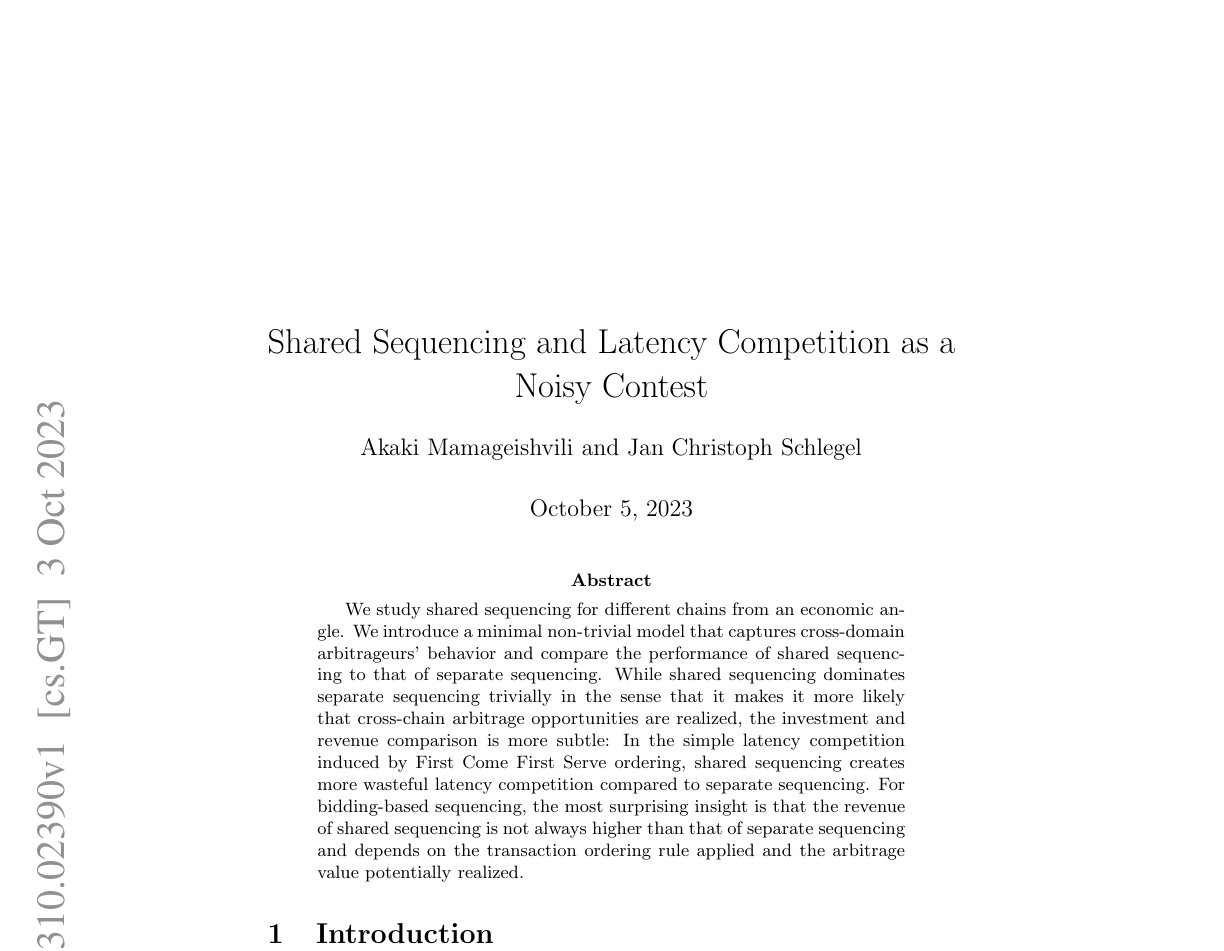 Shared Sequencing and Latency Competition as a
Noisy Contest
Akaki Mamageishvili and Jan Christoph Schlegel
October 5, 2023
Abstract
We study shared sequencing for different chains from an economic an-
gle. We introduce a minimal non-trivial model that captures cross-domain
arbitrageurs' behavior and compare the performance of shared sequenc-
ing to that of separate sequencing. While shared sequencing dominates
separate sequencing trivially in the sense that it makes it more likely
that cross-chain arbitrage opportunities are realized, the investment and
revenue comparison is more subtle: In the simple latency competition
induced by First Come First Serve ordering, shared sequencing creates
more wasteful latency competition compared to separate sequencing. For
bidding-based sequencing, the most surprising insight is that the revenue
of shared sequencing is not always higher than that of separate sequencing
and depends on the transaction ordering rule applied and the arbitrage
value potentially realized.
1 Introduction
310.02390v1 [cs.GT] 3 Oct 2023